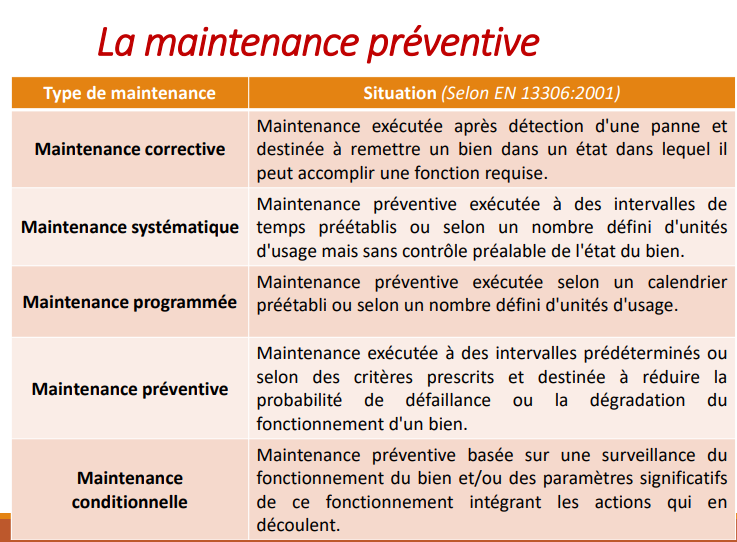 La maintenance préventive
Type de maintenance
Situation (Selon EN 13306:2001)
Maintenance corrective
Maintenance exécutée après détection d'une panne et
destinée à remettre un bien dans un état dans lequel il
peut accomplir une fonction requise.
Maintenance systématique
Maintenance préventive exécutée à des intervalles de
temps préétablis ou selon un nombre défini d'unités
d'usage mais sans contrôle préalable de l'état du bien.
Maintenance programmée
Maintenance préventive exécutée selon un calendrier
préétabli ou selon un nombre défini d'unités d'usage.
Maintenance préventive
Maintenance exécutée à des intervalles prédéterminés ou
selon des critères prescrits et destinée à réduire la
probabilité de défaillance ou la dégradation du
fonctionnement d'un bien.
Maintenance
conditionnelle
Maintenance préventive basée sur une surveillance du
fonctionnement du bien et/ou des paramètres significatifs
de ce fonctionnement intégrant les actions qui en
découlent.